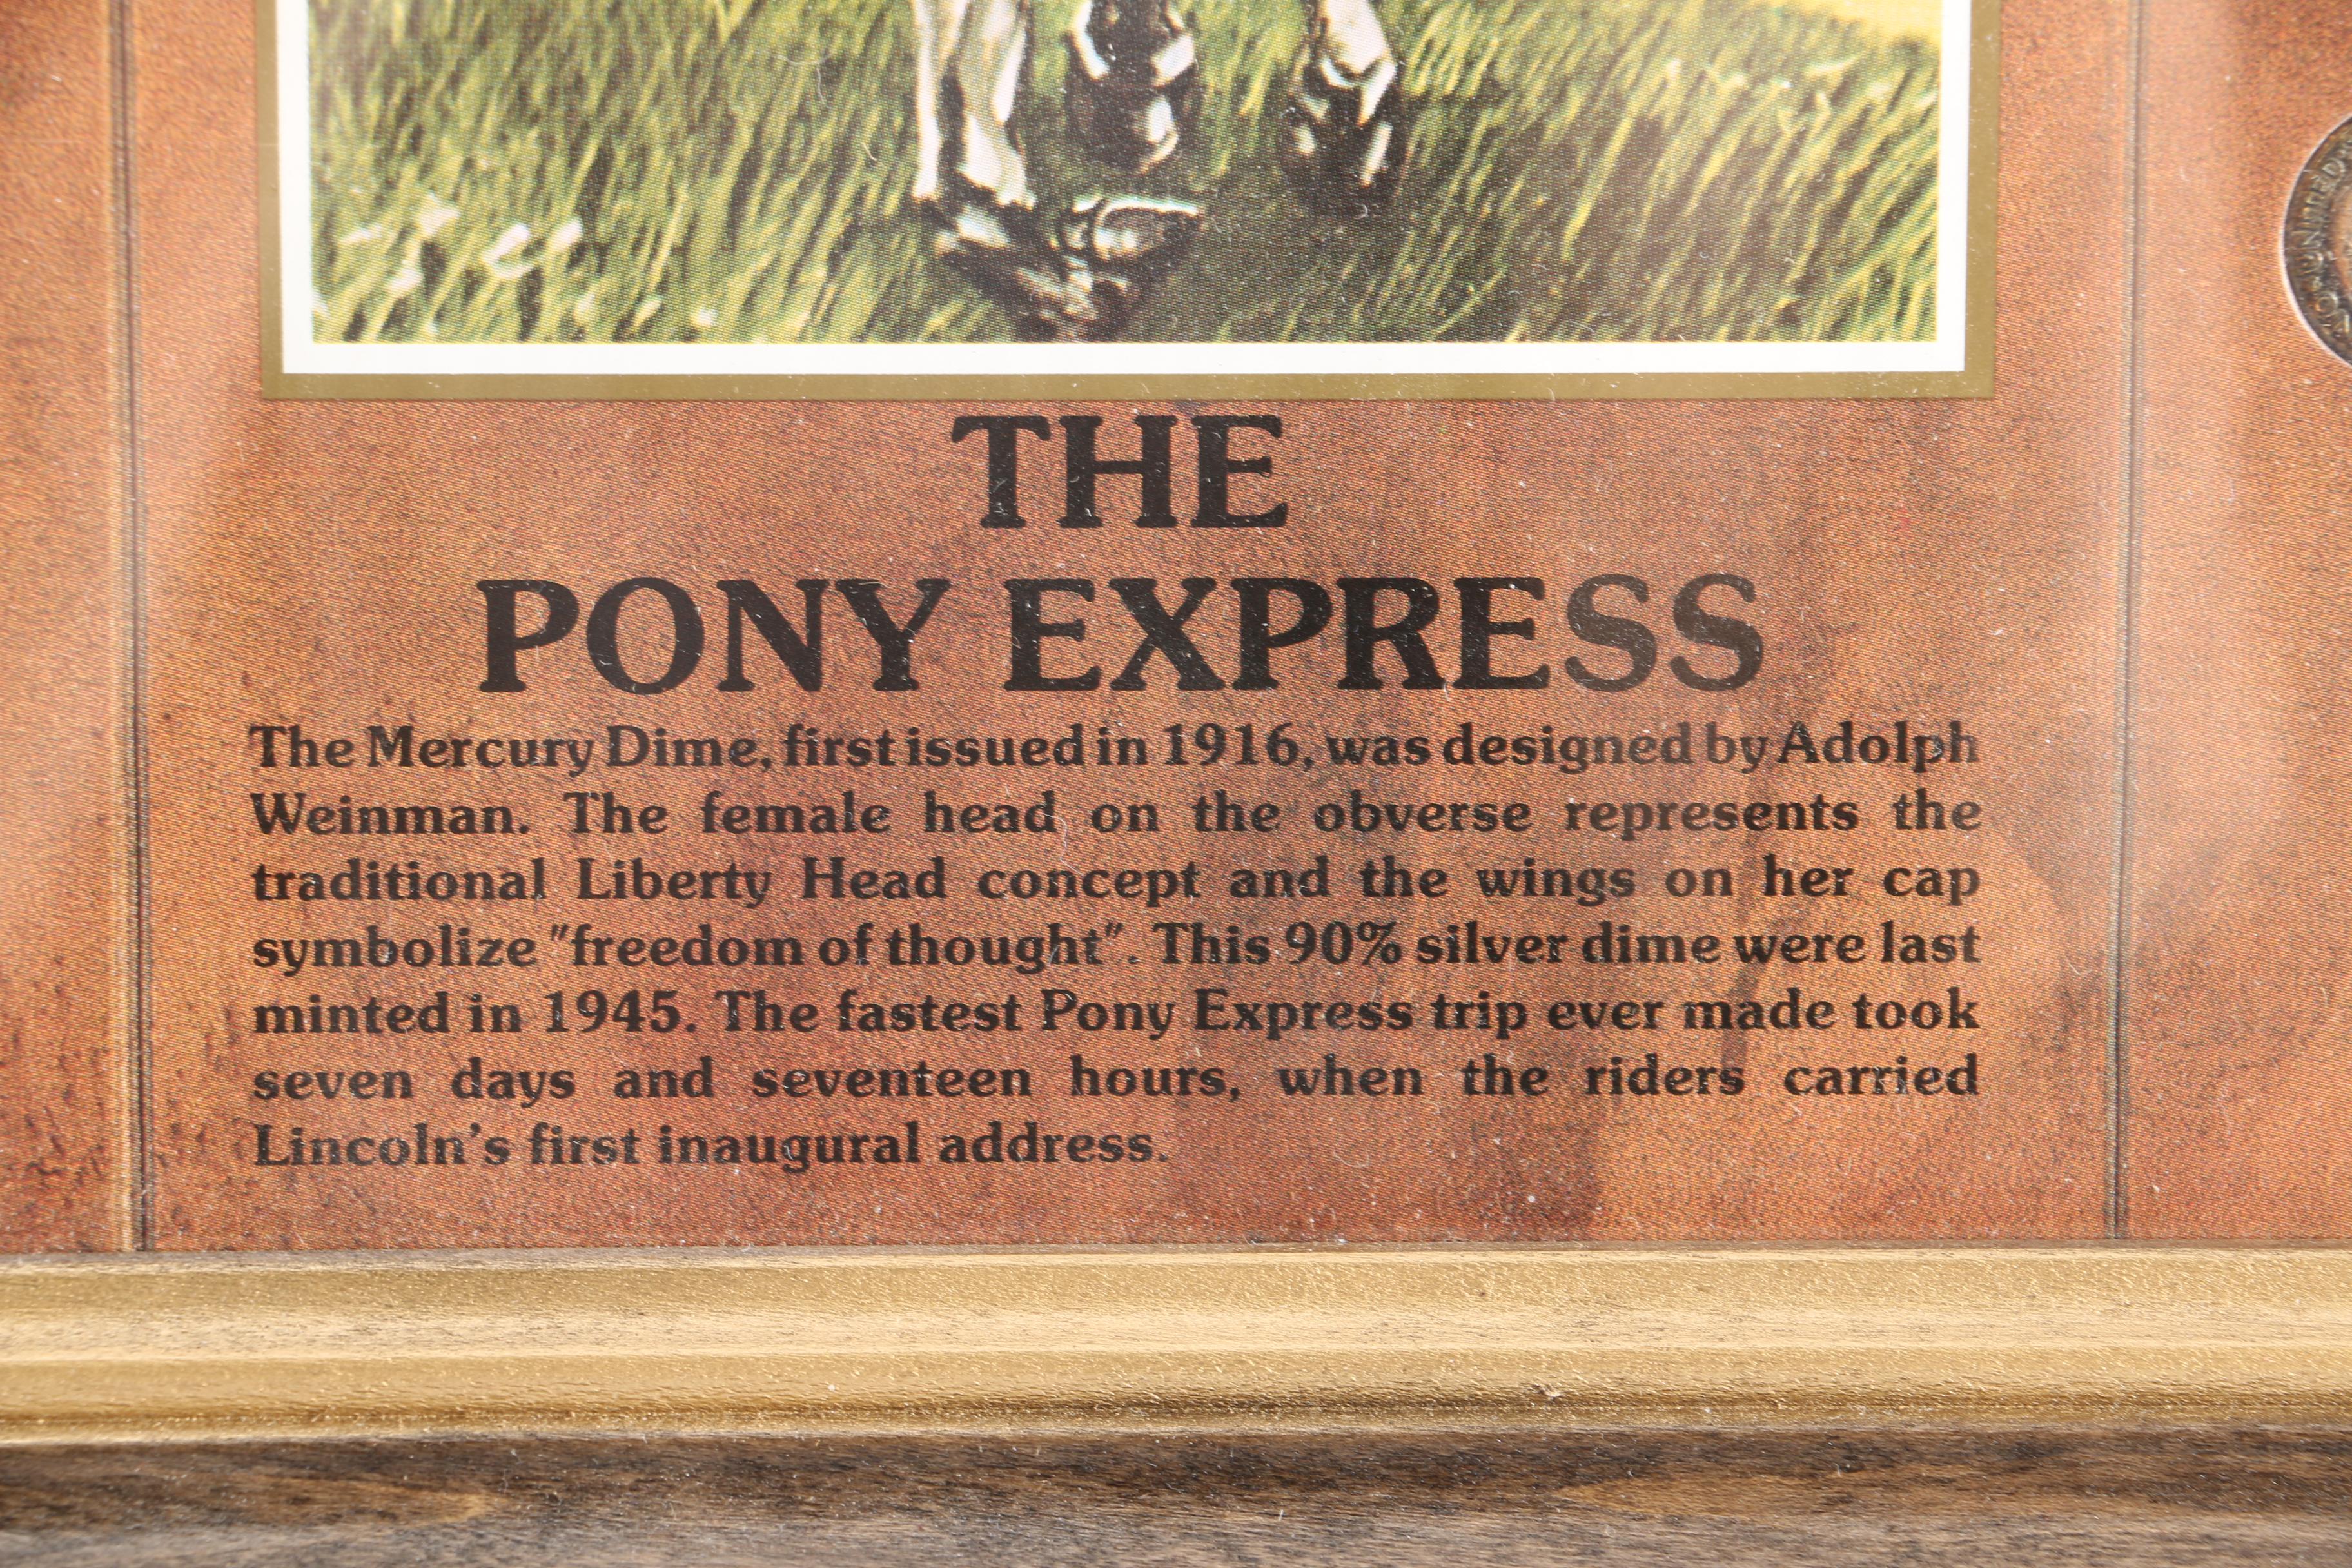 THE
PONY EXPRESS
The Mercury Dime, first issued in 1916, was designed by Adolph
Weinman. The female head on the obverse represents the
traditional Liberty Head concept and the wings on her cap
symbolize "freedom of thought". This 90% silver dime were last
minted in 1945. The fastest Pony Express trip ever made took
seven days and seventeen hours, when the riders carried
Lincoln's first inaugural address.